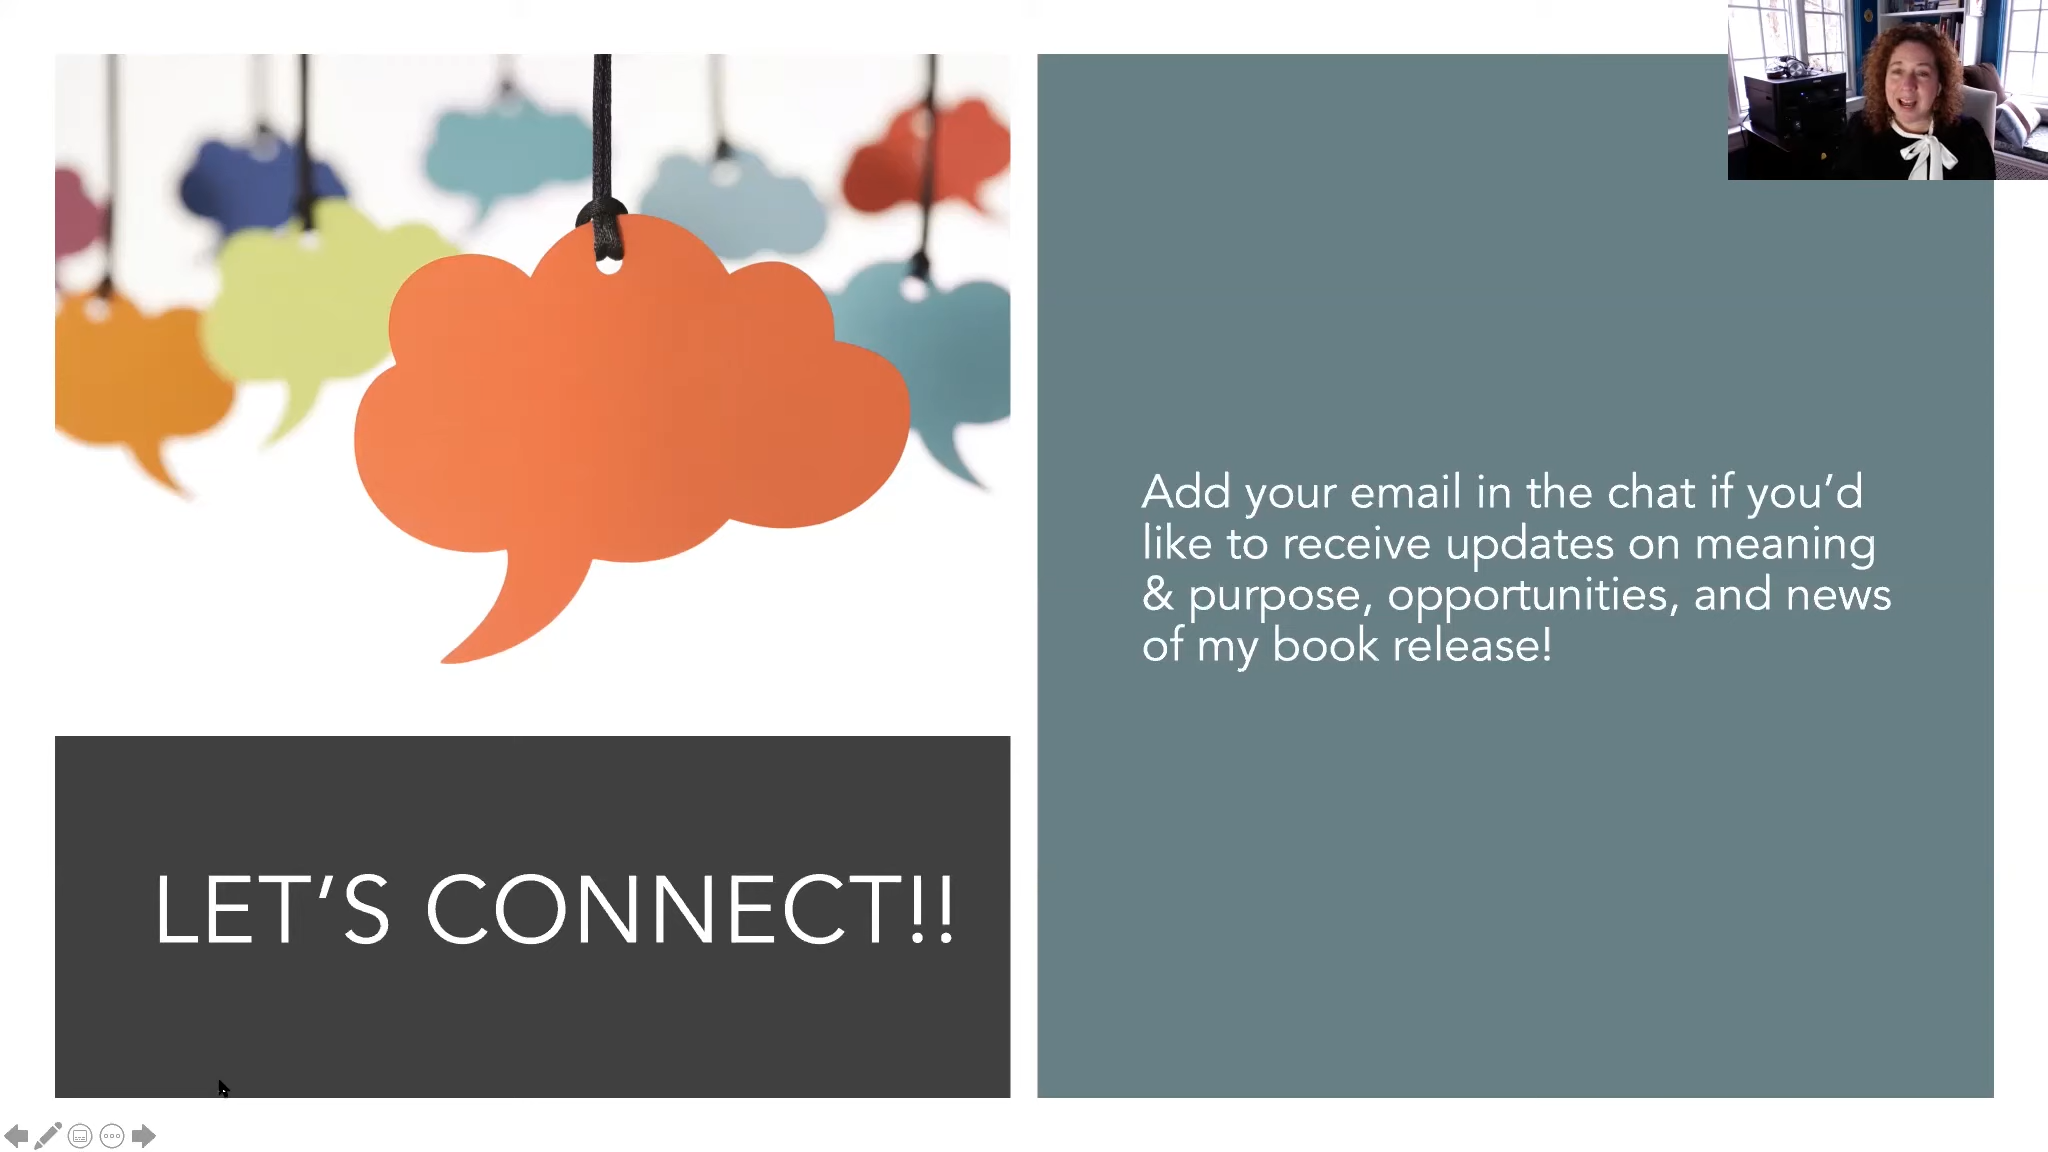 Add your email in the chat if you’d
like to receive updates on meaning
& purpose, opportunities, and news
of my book release!
LET’S CONNECT!!